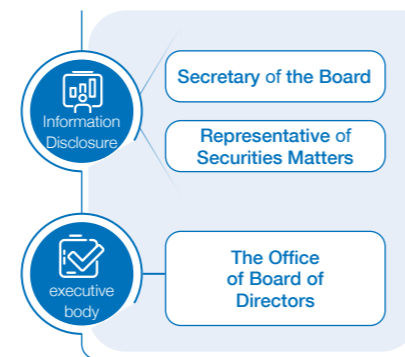 Information
Disclosure
Secretary of the Board
Representative of
Securities Matters
executive
body
The Office
of Board of
Directors